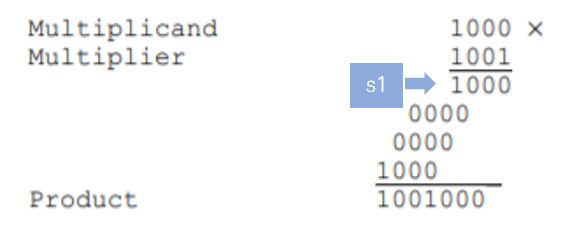 Multiplicand 1000 ×
Multiplier 1001
s1 1000
0000
0000
1000
Product 1001000